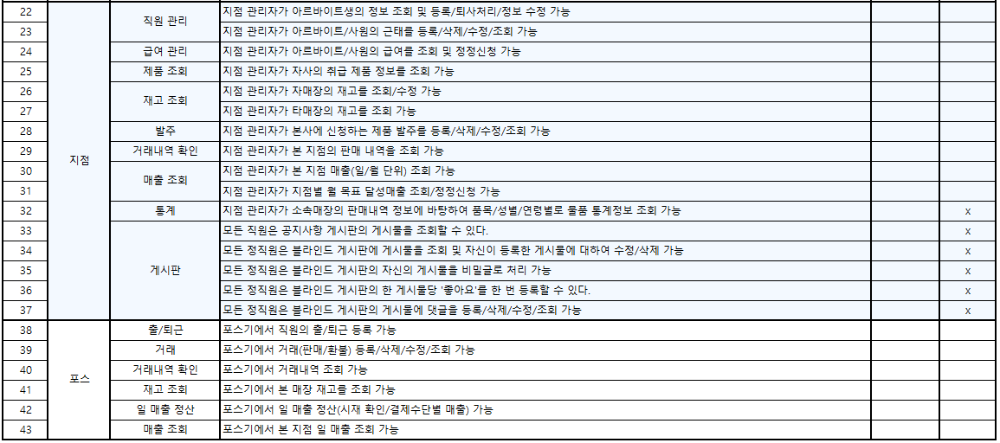 22 직원 관리 지점 관리자가 아르바이트생의 정보 조회 및 등록/퇴사처리/정보 수정 가능
23 지점 관리자가 아르바이트/사원의 근태를 등록/삭제/수정/조회 가능
24 급여 관리 지점 관리자가 아르바이트/사원의 급여를 조회 및 정정신청 가능
25 제품 조회 지점 관리자가 자사의 취급 제품 정보를 조회 가능
26 재고 조회 지점 관리자가 자매장의 재고를 조회/수정 가능
27 지점 관리자가 타매장의 재고를 조회 가능
28 발주 지점 관리자가 본사에 신청하는 제품 발주를 등록/삭제/수정/조회 가능
29 지점 거래내역 확인 지점 관리자가 본 지점의 판매 내역을 조회 가능
30 매출 조회 지점 관리자가 본 지점 매출(일/월 단위) 조회 가능
31 지점 관리자가 지점별 월 목표 달성매출 조회/정정신청 가능
32 통계 지점 관리자가 소속매장의 판매내역 정보에 바탕하여 품목/성별/연령별로 물품 통계정보 조회 가능 x
33 모든 직원은 공지사항 게시판의 게시물을 조회할 수 있다. x
34 모든 정직원은 블라인드 게시판에 게시물을 조회 및 자신이 등록한 게시물에 대하여 수정/삭제 가능 x
35 게시판 모든 정직원은 블라인드 게시판의 자신의 게시물을 비밀글로 처리 가능 x
36 모든 정직원은 블라인드 게시판의 한 게시물당 '좋아요'를 한 번 등록할 수 있다. x
37 모든 정직원은 블라인드 게시판의 게시물에 댓글을 등록/삭제/수정/조회 가능 x
38 출/퇴근 포스기에서 직원의 출/퇴근 등록 가능
39 거래 포스기에서 거래(판매/환불) 등록/삭제/수정/조회 가능
40 포스 거래내역 확인 포스기에서 거래내역 조회 가능
41 재고 조회 포스기에서 본 매장 재고를 조회 가능
42 일 매출 정산 포스기에서 일 매출 정산(시재 확인/결제수단별 매출) 가능
43 매출 조회 포스기에서 본 지점 일 매출 조회 가능